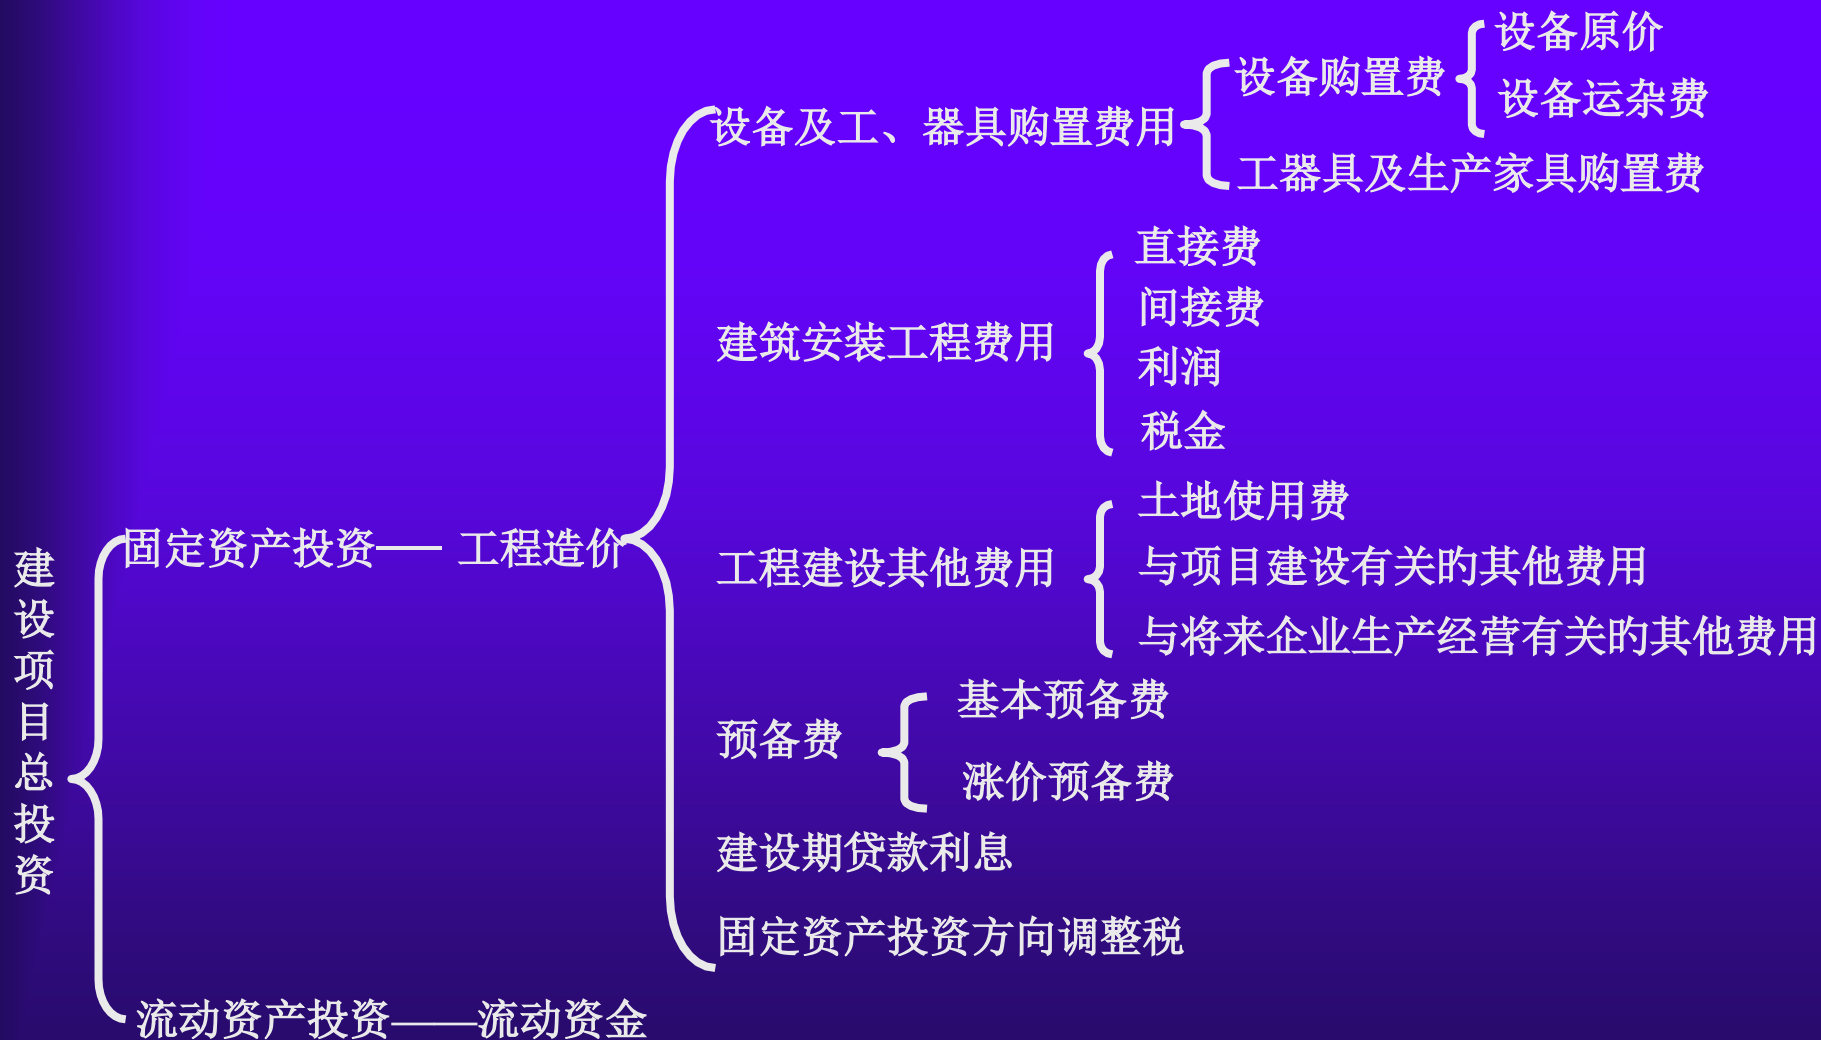 建设项目总投资
固定资产投资—— 工程造价
设备及工、器具购置费用
设备购置费
设备原价
设备运杂费
工器具及生产家具购置费
建筑安装工程费用
直接费
间接费
利润
税金
工程建设其他费用
土地使用费
与项目建设有关旳其他费用
与将来企业生产经营有关旳其他费用
预备费
基本预备费
涨价预备费
建设期贷款利息
固定资产投资方向调整税
流动资产投资——流动资金